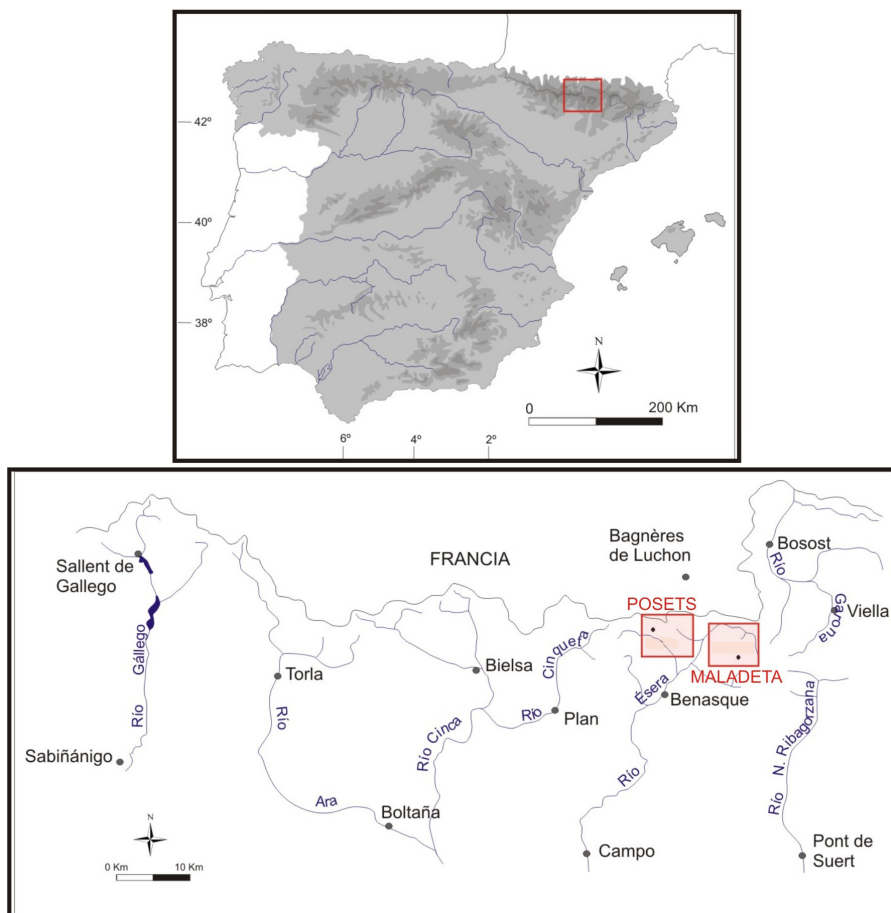 42º
40º
38º
N
0
200 Km
6º
4º
2º
Sallent de
Gallego
FRANCIA
Bagnères
de Luchon
Bosost
Río
POSETS
Garona
Viella
Gállego
Río
Torla
Río
Bielsa
Cinqueta
Río
Plan
MALADETA
Ésera
Benasque
Río
Río Cinca
Río N. Ribagorzana
Sabiñánigo
Ara
Boltaña
N
0 Km
10 Km
Campo
Pont de
Suert